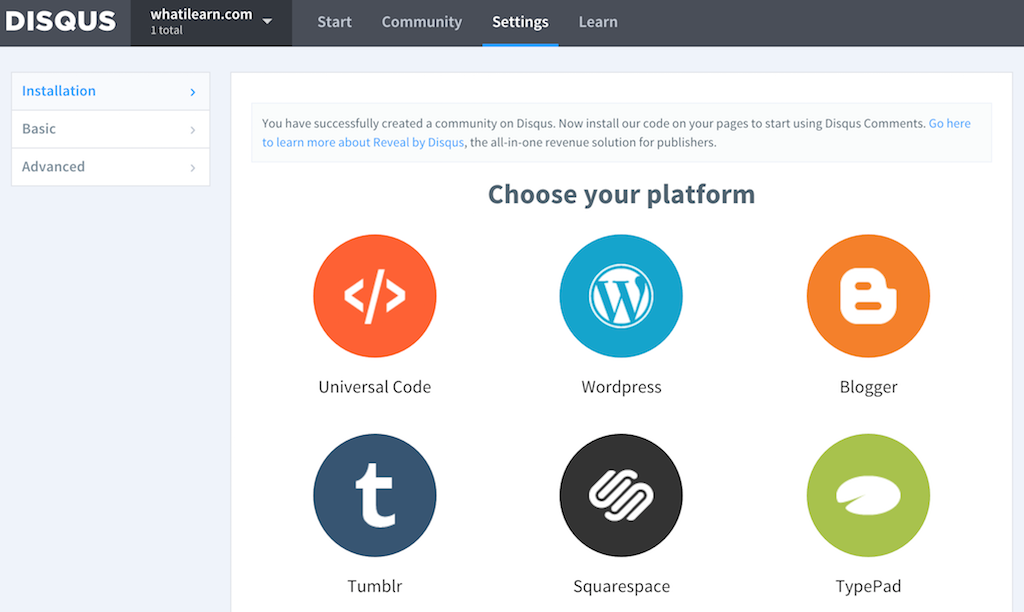 DISQUS
whatilearn.com
1 total
Start Community Settings Learn
Installation
Basic
Advanced
You have successfully created a community on Disqus. Now install our code on your pages to start using Disqus Comments. Go here
to learn more about Reveal by Disqus, the all-in-one revenue solution for publishers.
Choose your platform
Universal Code Wordpress Blogger
Tumblr Squarespace TypePad